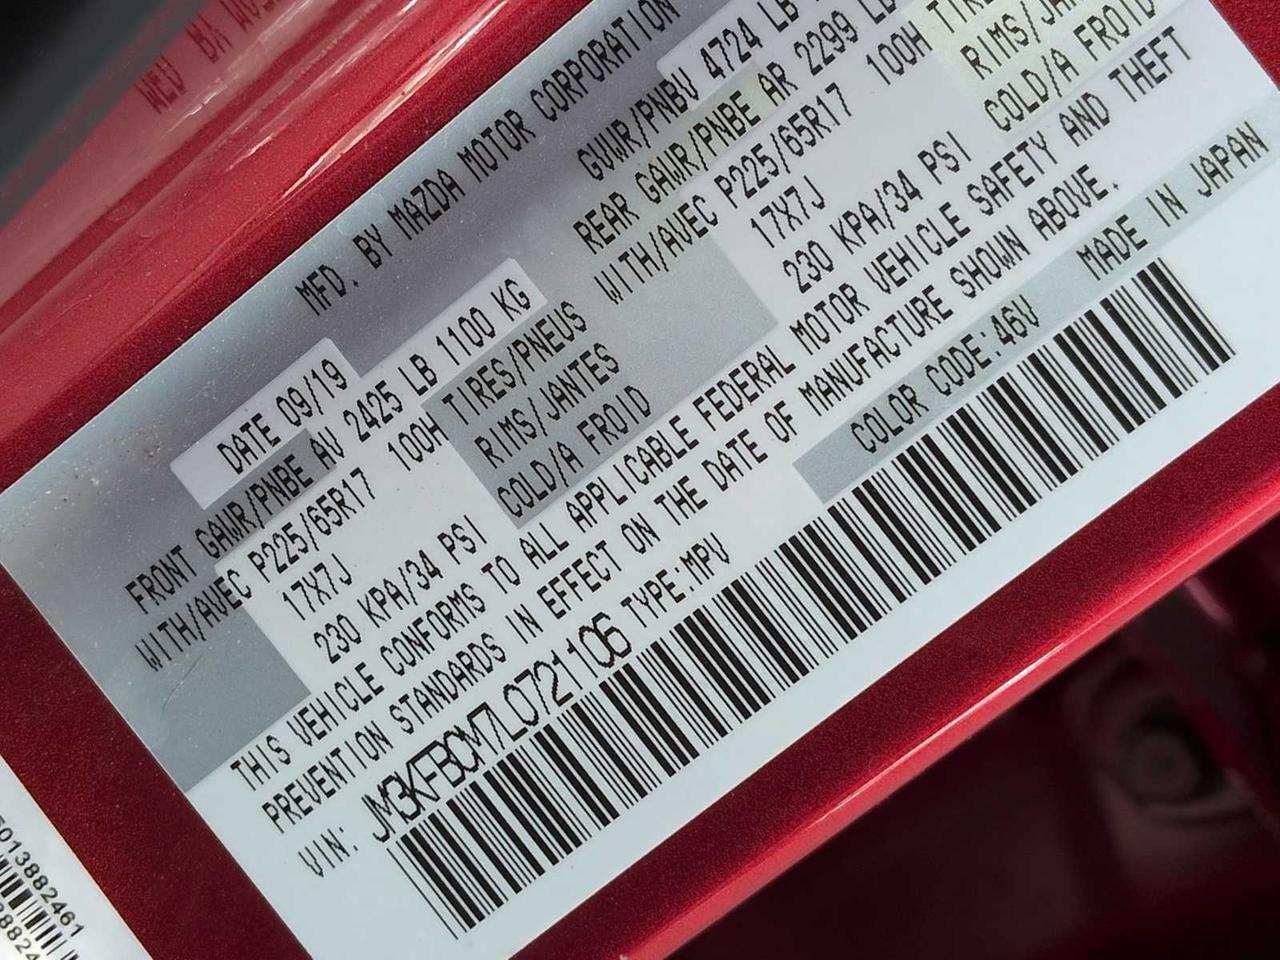 MFD. BY MAZDA MOTOR CORPORATION
DATE 09/19
GVWR/PNBV 4724 LB
FRONT GAWR/PNBE AV 2425 LB 1100 KG
REAR GAWR/PNBE AR 2299 LB
WITH/AVEC P225/65R17 100H TIRES/PNEUS
WITH/AVEC P225/65R17 100H TIRES
17X7J RIMS/JANTES
17X7J RIMS/JAN
230 KPA/34 PSI COLD/A FROID
230 KPA/34 PSI COLD/A FROID
THIS VEHICLE CONFORMS TO ALL APPLICABLE FEDERAL MOTOR VEHICLE SAFETY AND THEFT
PREVENTION STANDARDS IN EFFECT ON THE DATE OF MANUFACTURE SHOWN ABOVE.
VIN: JM3KFBCM7L0721106 TYPE:MPV
COLOR CODE:46V MADE IN JAPAN
5013882461